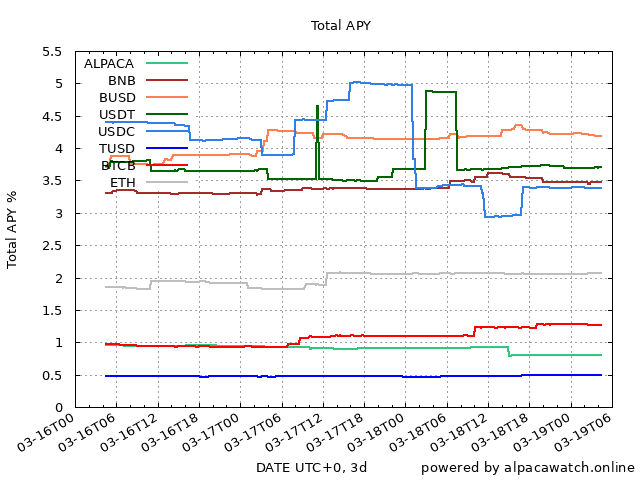 Total APY
Total APY %
5.5
5
4.5
4
3.5
3
2.5
2
1.5
1
0.5
0
ALPACA
BNB
BUSD
USDT
USDC
TUSD
BTCB
ETH
03-16T00
03-16T06
03-16T12
03-16T18
03-17T00
03-17T06
03-17T12
03-17T18
03-18T00
03-18T06
03-18T12
03-18T18
03-19T00
03-19T06
DATE UTC+0, 3d
powered by alpacawatch.online